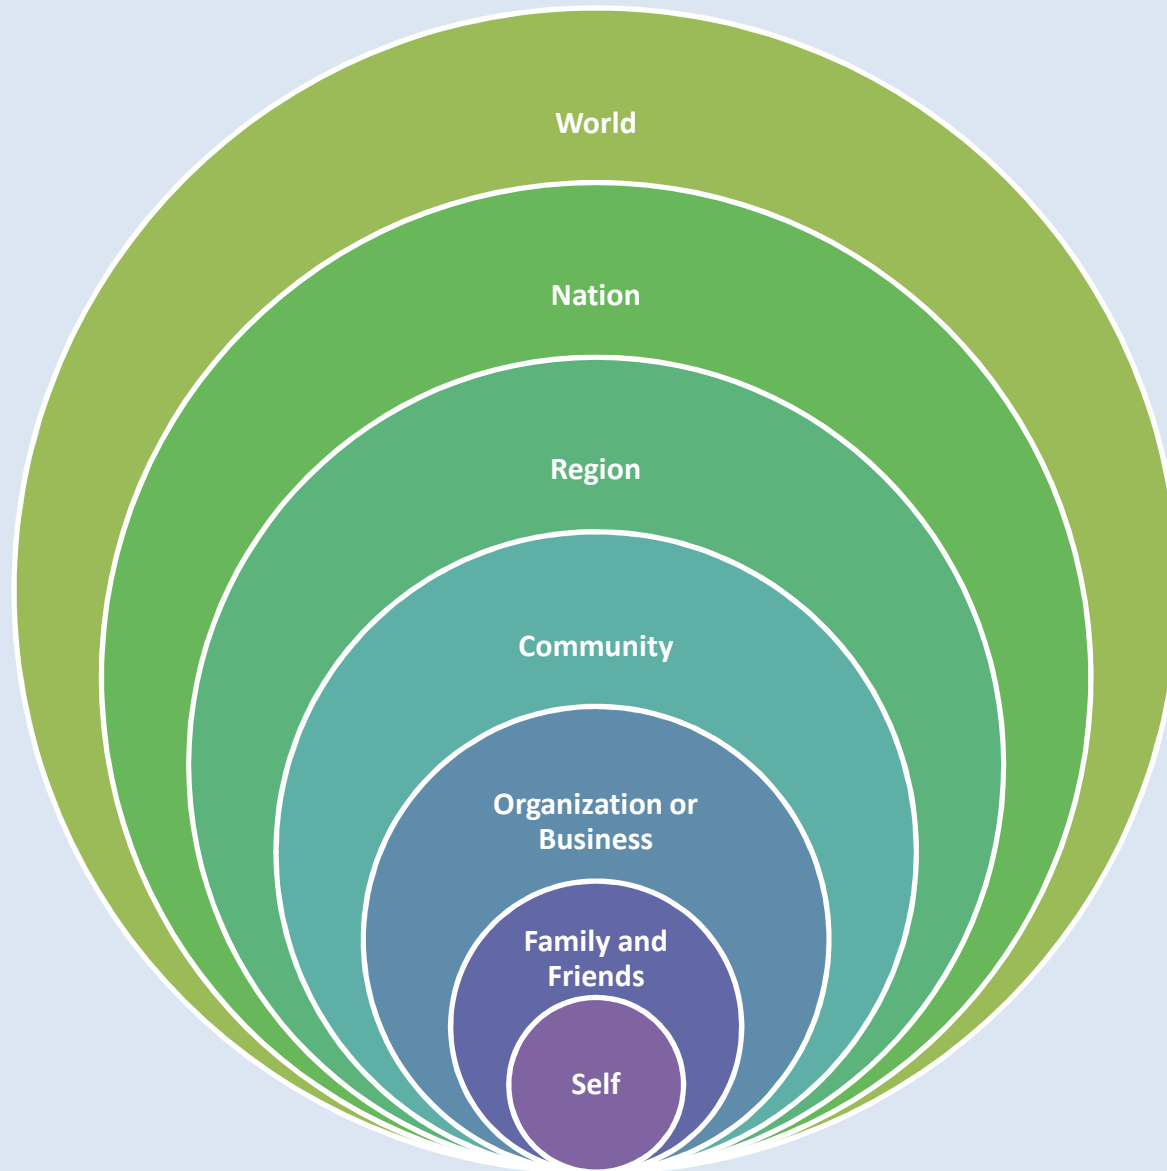 World
Nation
Region
Community
Organization or
Business
Family and
Friends
Self